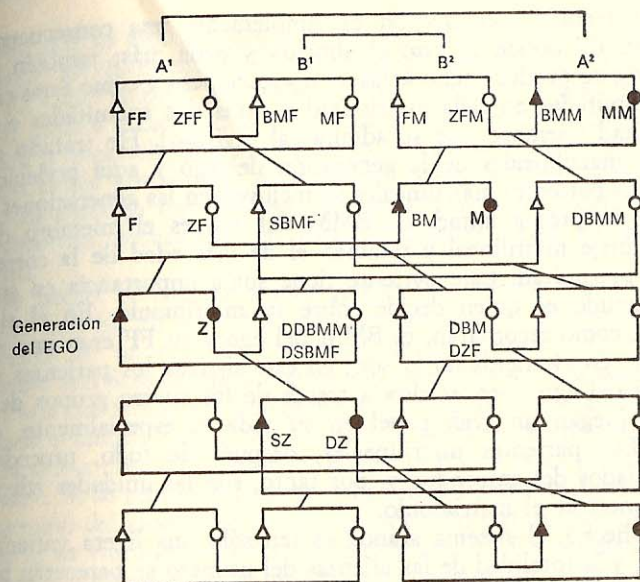 A¹ B¹ B² A²
FF ZFF BMF MF FM ZFM BMM MM
F ZF SBMF BM M DBMM
Generación del EGO
Z DDBMM DSBMF DBM DZF
SZ DZ